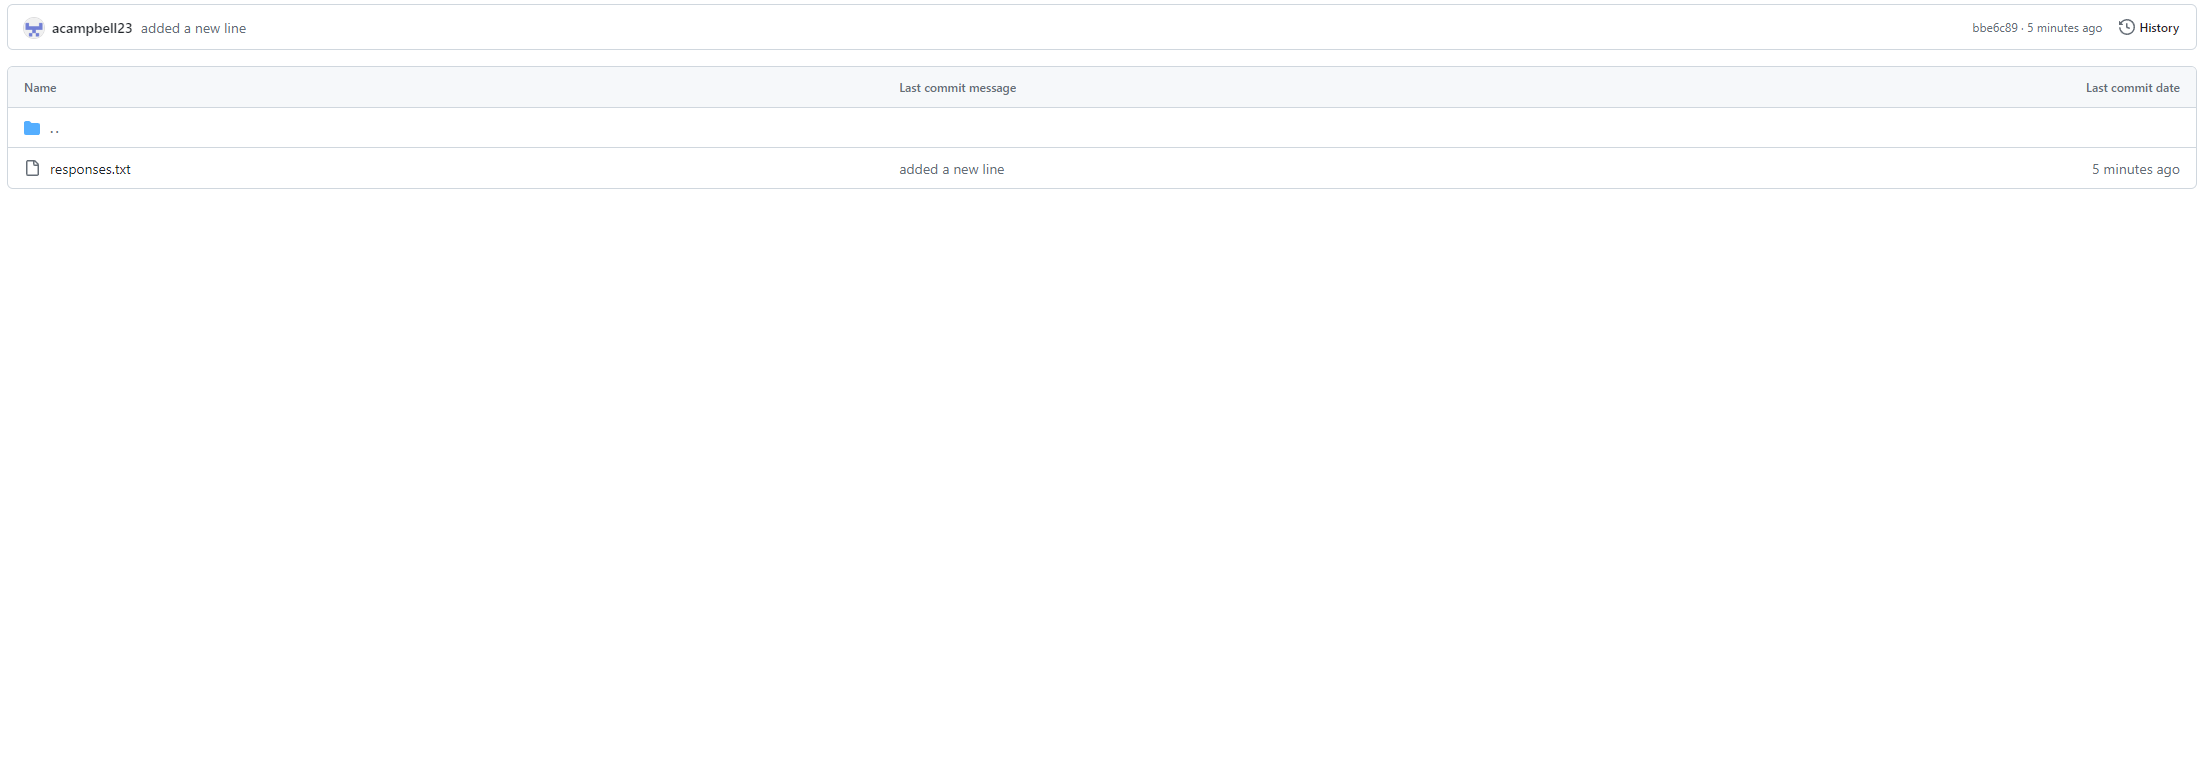 acampbell23 added a new line bbe6c89 · 5 minutes ago History
Name Last commit message Last commit date
..
responses.txt added a new line 5 minutes ago